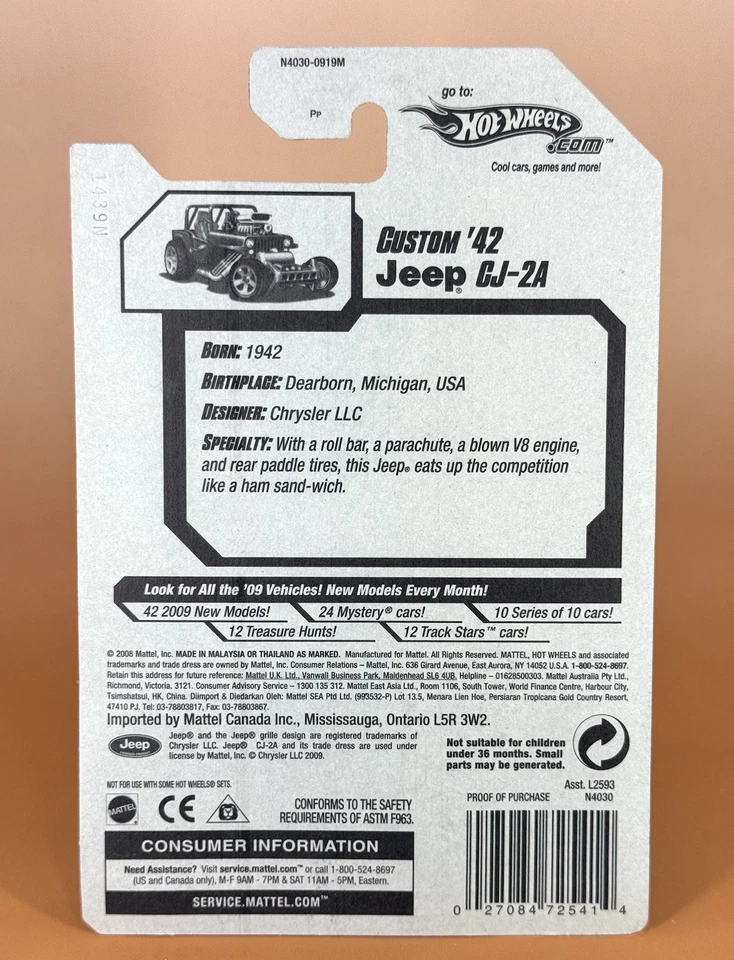 N4030-0919M
PP
go to:
HOT WHEELS
.COM™
Cool cars, games and more!
1439N
CUSTOM '42
Jeep® CJ-2A
BORN: 1942
BIRTHPLACE: Dearborn, Michigan, USA
DESIGNER: Chrysler LLC
SPECIALTY: With a roll bar, a parachute, a blown V8 engine,
and rear paddle tires, this Jeep® eats up the competition
like a ham sand-wich.
Look for All the '09 Vehicles! New Models Every Month!
42 2009 New Models! 24 Mystery® cars! 10 Series of 10 cars!
12 Treasure Hunts! 12 Track Stars™ cars!
© 2008 Mattel, Inc. MADE IN MALAYSIA OR THAILAND AS MARKED. Manufactured for Mattel. All Rights Reserved. MATTEL, HOT WHEELS and associated
trademarks and trade dress are owned by Mattel, Inc. Consumer Relations – Mattel, Inc. 636 Girard Avenue, East Aurora, NY 14052 U.S.A. 1-800-524-8697.
Retain this address for future reference: Mattel U.K. Ltd., Vanwall Business Park, Maidenhead SL6 4UB. Helpline – 01628500303. Mattel Australia Pty Ltd.,
Richmond, Victoria. 3121. Consumer Advisory Service – 1300 135 312. Mattel East Asia Ltd., Room 1106, South Tower, World Finance Centre, Harbour City,
Tsimshatsui, HK, China. Diimport & Diedarkan Oleh: Mattel SEA Ptd Ltd. (993532-P) Lot 13.5, Menara Lien Hoe, Persiaran Tropicana Golf Country Resort,
47410 PJ. Tel: 03-78803817, Fax: 03-78803867.
Imported by Mattel Canada Inc., Mississauga, Ontario L5R 3W2.
Jeep
Jeep® and the Jeep® grille design are registered trademarks of
Chrysler LLC. Jeep® CJ-2A and its trade dress are used under
license by Mattel, Inc. © Chrysler LLC 2009.
Not suitable for children
under 36 months. Small
parts may be generated.
Asst. L2593
PROOF OF PURCHASE N4030
NOT FOR USE WITH SOME HOT WHEELS® SETS.
MATTEL
CE
CONFORMS TO THE SAFETY
REQUIREMENTS OF ASTM F963.
CONSUMER INFORMATION
Need Assistance? Visit service.mattel.com™ or call 1-800-524-8697
(US and Canada only), M-F 9AM - 7PM & SAT 11AM - 5PM, Eastern.
SERVICE.MATTEL.COM™
0 27084 72541 4